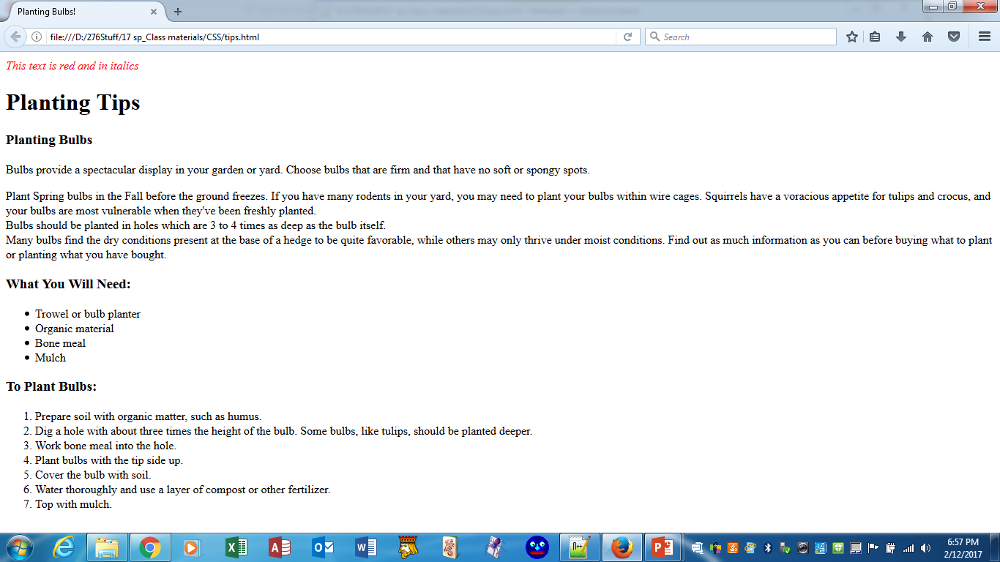 Planting Bulbs!
file:///D:/276Stuff/17 sp_Class materials/CSS/tips.html
Search
This text is red and in italics
Planting Tips
Planting Bulbs
Bulbs provide a spectacular display in your garden or yard. Choose bulbs that are firm and that have no soft or spongy spots.
Plant Spring bulbs in the Fall before the ground freezes. If you have many rodents in your yard, you may need to plant your bulbs within wire cages. Squirrels have a voracious appetite for tulips and crocus, and
your bulbs are most vulnerable when they've been freshly planted.
Bulbs should be planted in holes which are 3 to 4 times as deep as the bulb itself.
Many bulbs find the dry conditions present at the base of a hedge to be quite favorable, while others may only thrive under moist conditions. Find out as much information as you can before buying what to plant
or planting what you have bought.
What You Will Need:
• Trowel or bulb planter
• Organic material
• Bone meal
• Mulch
To Plant Bulbs:
1. Prepare soil with organic matter, such as humus.
2. Dig a hole with about three times the height of the bulb. Some bulbs, like tulips, should be planted deeper.
3. Work bone meal into the hole.
4. Plant bulbs with the tip side up.
5. Cover the bulb with soil.
6. Water thoroughly and use a layer of compost or other fertilizer.
7. Top with mulch.
6:57 PM
2/12/2017